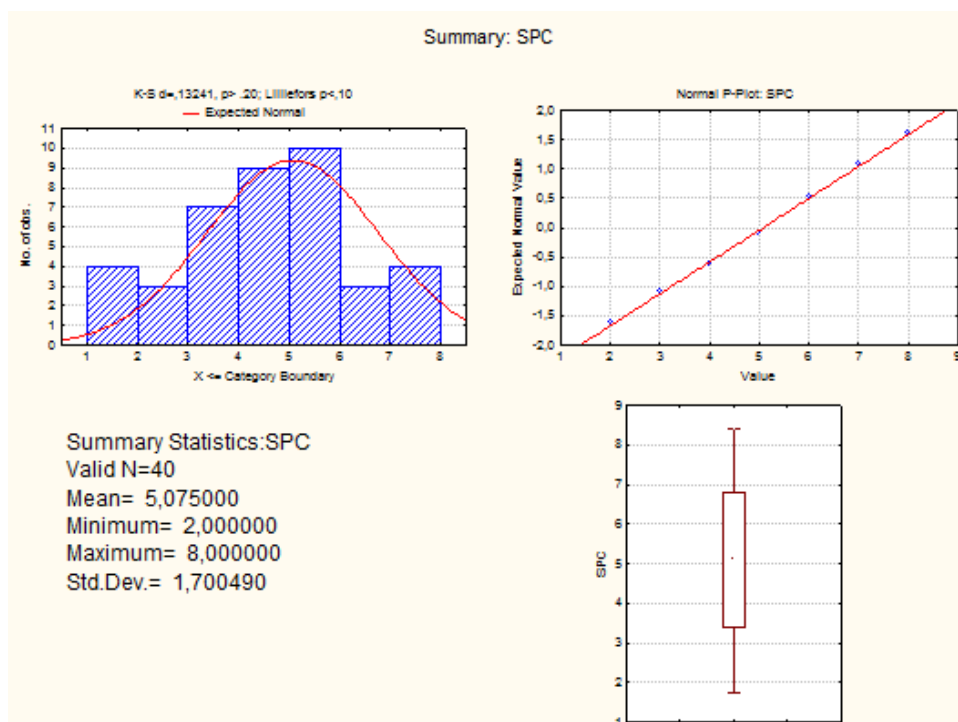 Summary: SPC
K-S d=,13241, p> .20; Lilliefors p<,10
Expected Normal
11
10
9
8
7
6
5
4
3
2
1
0
No. of obs.
1 2 3 4 5 6 7 8
X <= Category Boundary
Normal P-Plot: SPC
2,0
1,5
1,0
0,5
0,0
-0,5
-1,0
-1,5
-2,0
Expected Normal Value
1 2 3 4 5 6 7 8 9
Value
Summary Statistics:SPC
Valid N=40
Mean= 5,075000
Minimum= 2,000000
Maximum= 8,000000
Std.Dev.= 1,700490
9
8
7
6
5
4
3
2
1
SPC